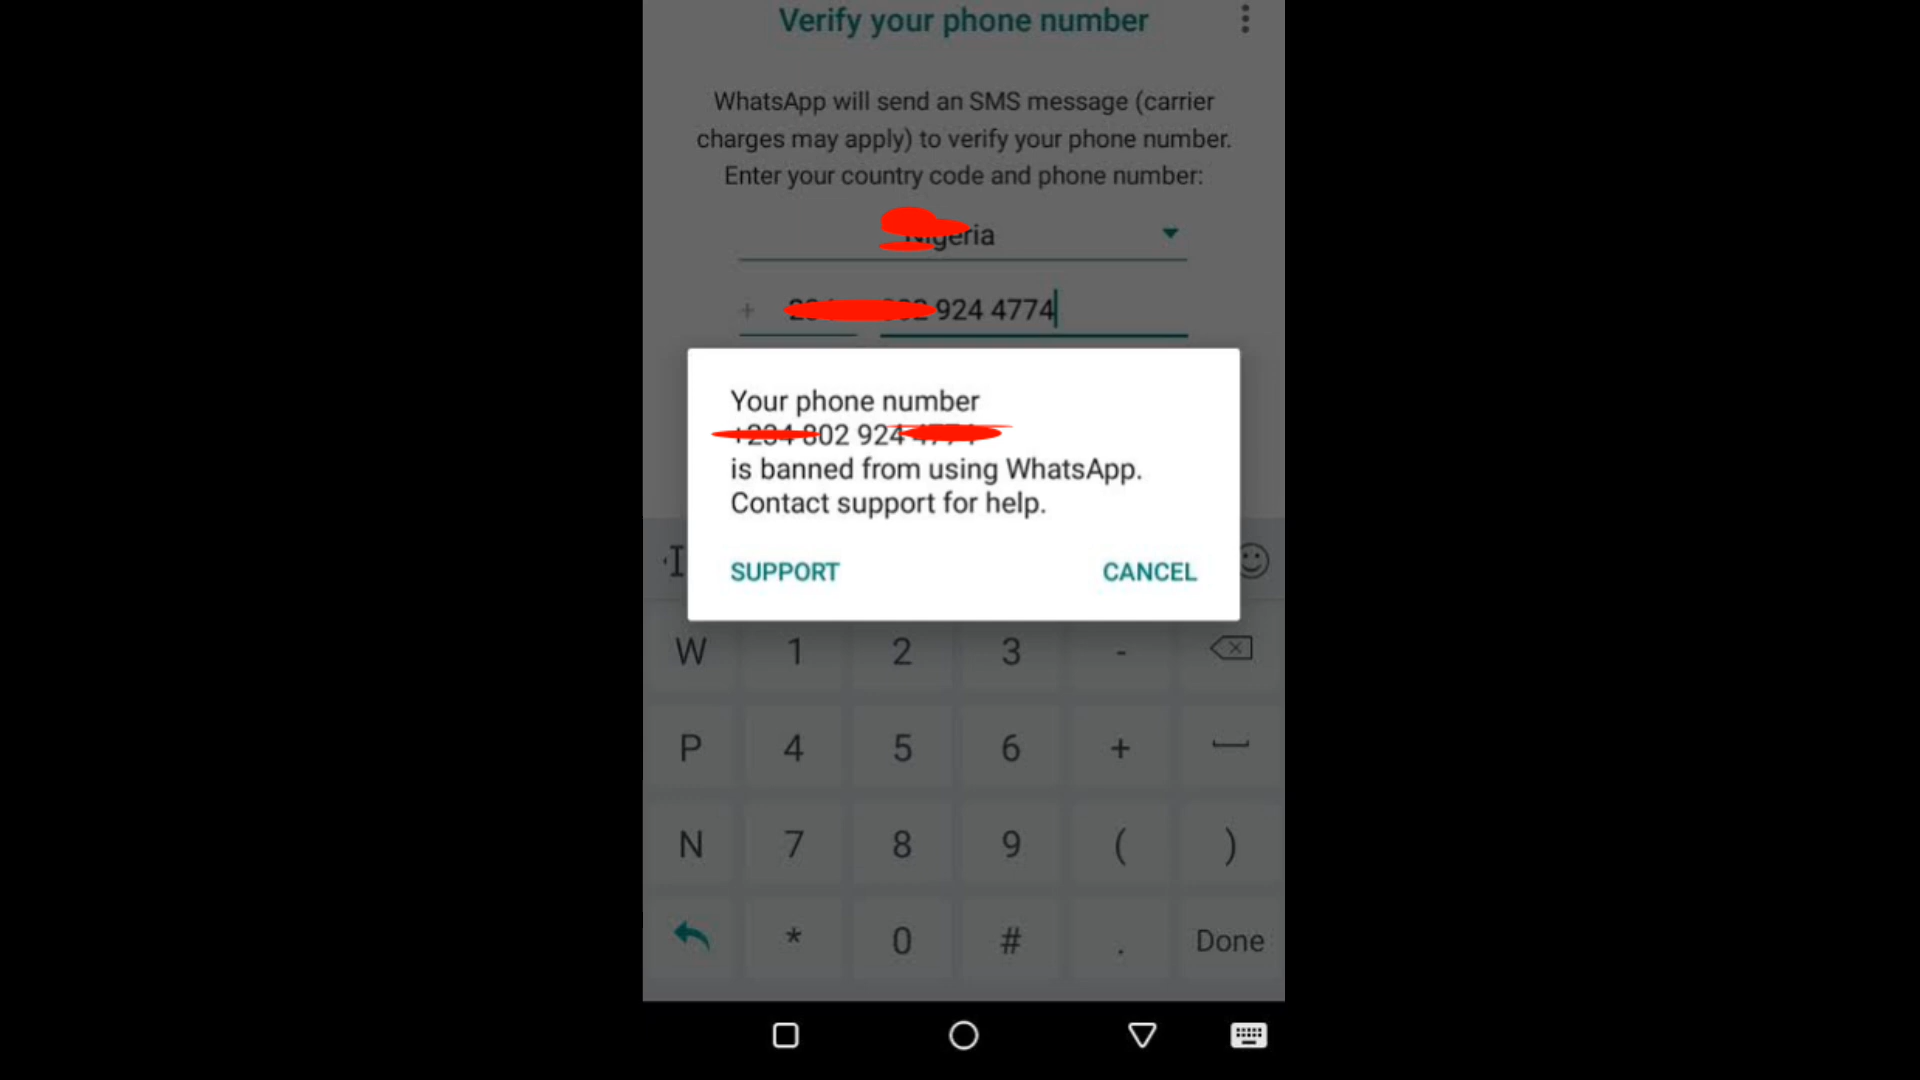 Verify your phone number
WhatsApp will send an SMS message (carrier
charges may apply) to verify your phone number.
Enter your country code and phone number:
Nigeria
+ 924 4774
Your phone number
924
is banned from using WhatsApp.
Contact support for help.
SUPPORT CANCEL
W 1 2 3 -
P 4 5 6 +
N 7 8 9 ( )
* 0 # . Done